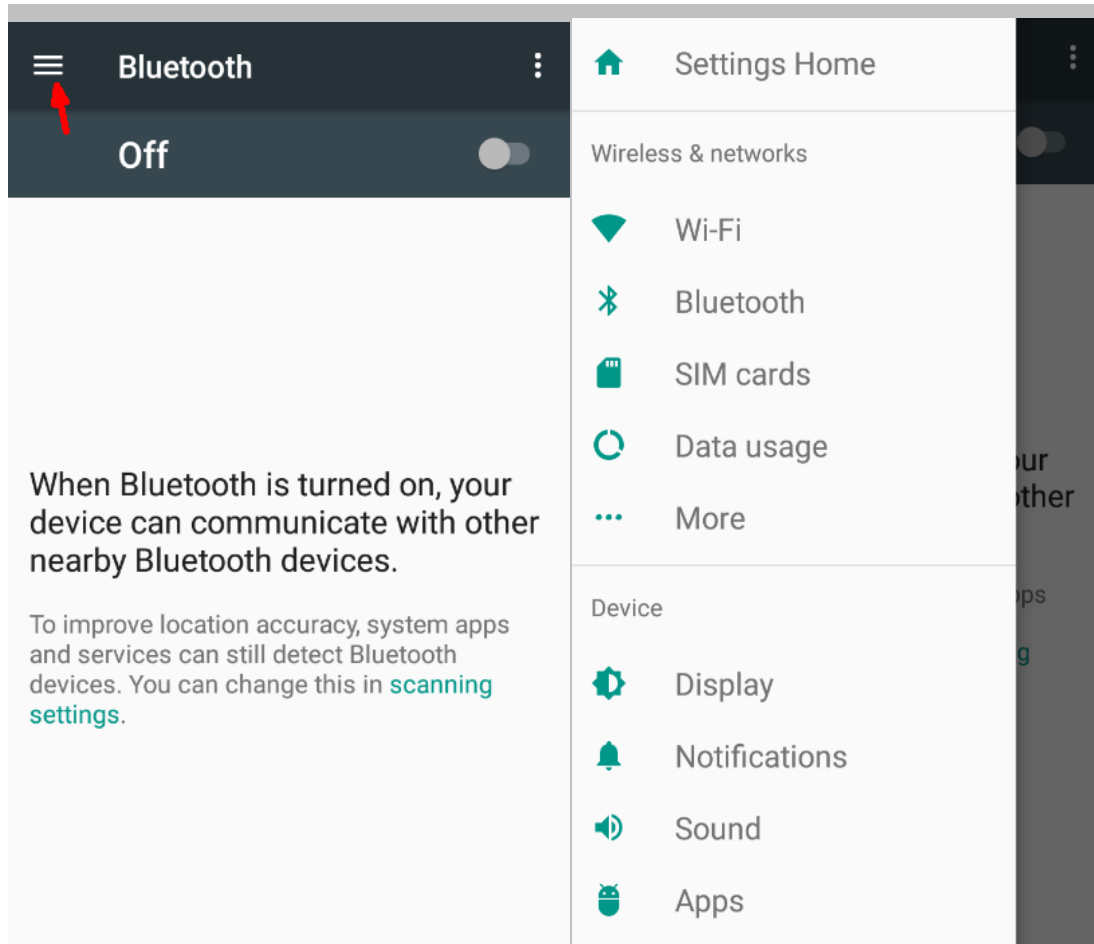 Bluetooth
Off
When Bluetooth is turned on, your
device can communicate with other
nearby Bluetooth devices.
To improve location accuracy, system apps
and services can still detect Bluetooth
devices. You can change this in scanning
settings.
Settings Home
Wireless & networks
Wi-Fi
Bluetooth
SIM cards
Data usage
More
Device
Display
Notifications
Sound
Apps